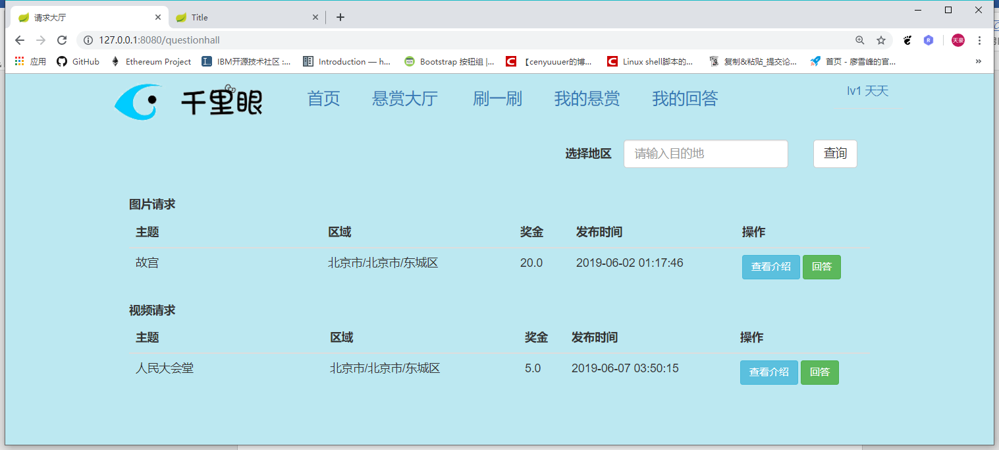 请求大厅 Title
127.0.0.1:8080/questionhall 天豪
应用 GitHub Ethereum Project IBM开源技术社区 :... Introduction — h... Bootstrap 按钮组 |... 【cenyuuuer的博... Linux shell脚本的... 复制&粘贴_提交论... 首页 - 廖雪峰的官... »
千里眼 首页 悬赏大厅 刷一刷 我的悬赏 我的回答 lv1 天天
选择地区 请输入目的地 查询
图片请求
主题 区域 奖金 发布时间 操作
故宫 北京市/北京市/东城区 20.0 2019-06-02 01:17:46 查看介绍 回答
视频请求
主题 区域 奖金 发布时间 操作
人民大会堂 北京市/北京市/东城区 5.0 2019-06-07 03:50:15 查看介绍 回答